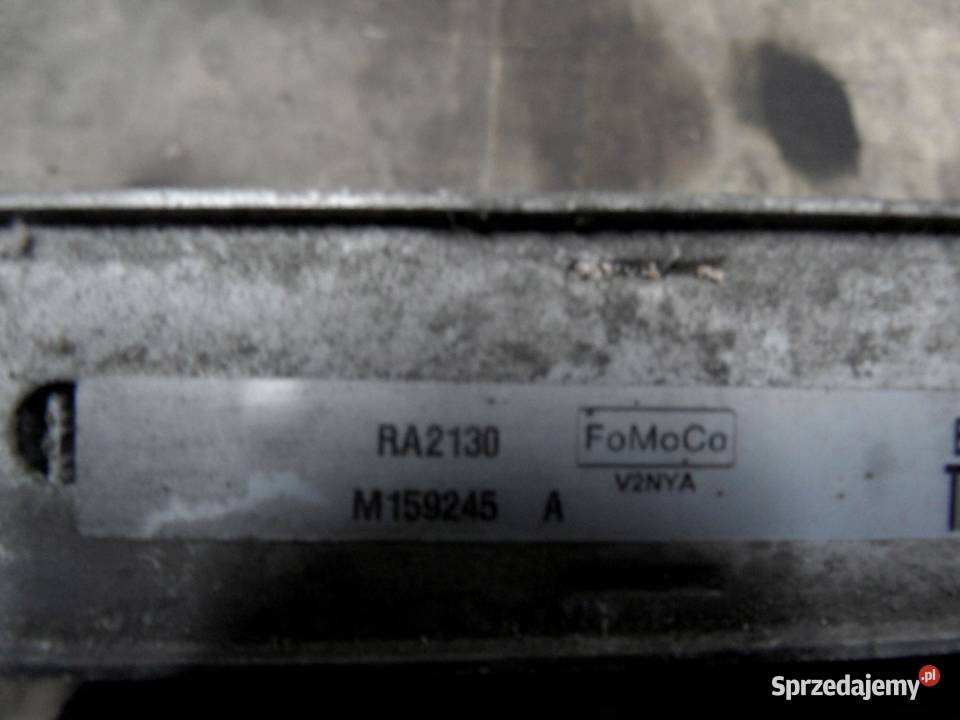 RA2130
FoMoCo
V2NYA
M159245 A
Sprzedajemy.pl